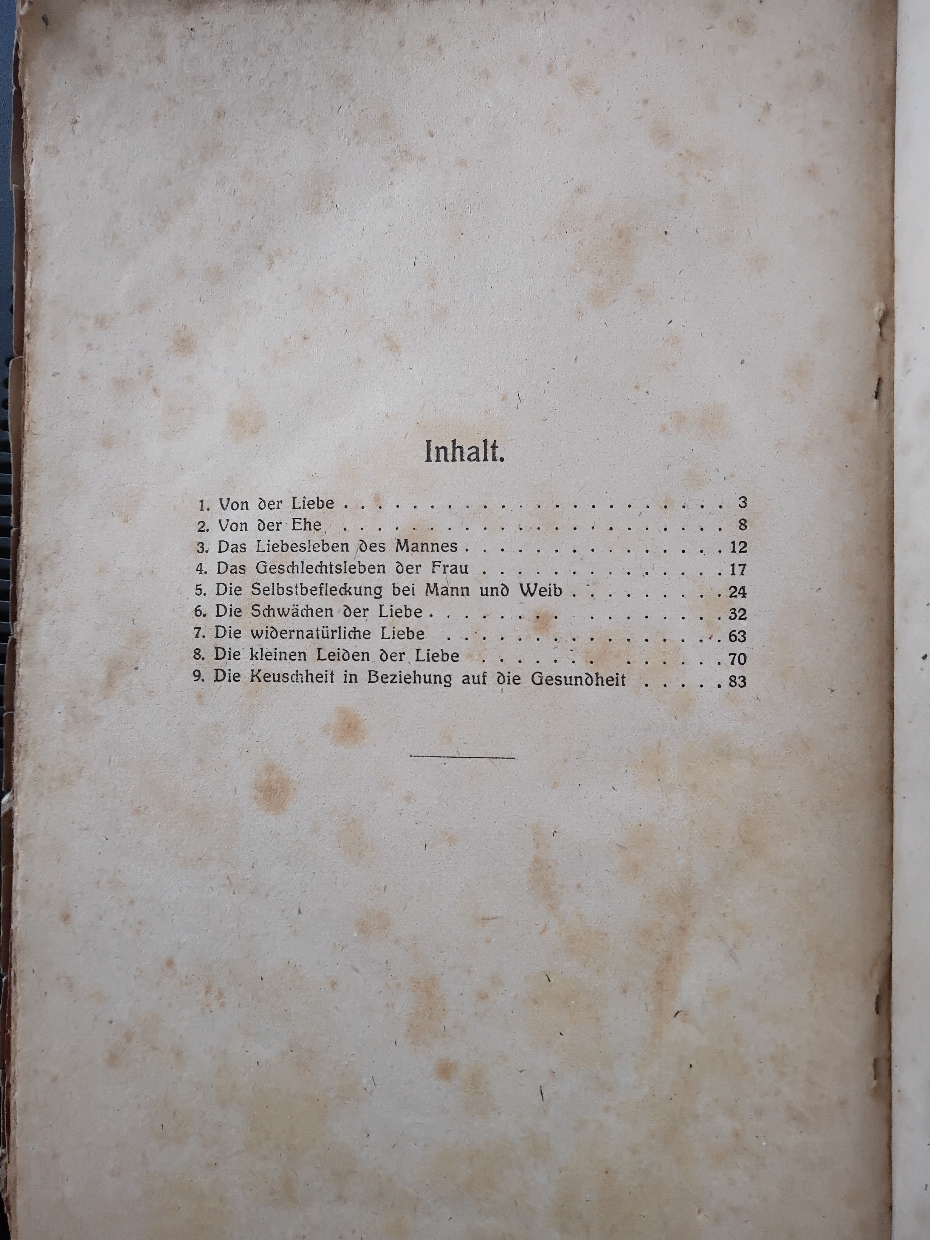 Inhalt.
1. Von der Liebe . . . . . . . . . . . . . . . . . . . . 3
2. Von der Ehe . . . . . . . . . . . . . . . . . . . . 8
3. Das Liebesleben des Mannes . . . . . . . . . . . . . . 12
4. Das Geschlechtsleben der Frau . . . . . . . . . . . . . 17
5. Die Selbstbefleckung bei Mann und Weib . . . . . . . . . 24
6. Die Schwächen der Liebe . . . . . . . . . . . . . . . 32
7. Die widernatürliche Liebe . . . . . . . . . . . . . . . 63
8. Die kleinen Leiden der Liebe . . . . . . . . . . . . . 70
9. Die Keuschheit in Beziehung auf die Gesundheit . . . . . 83